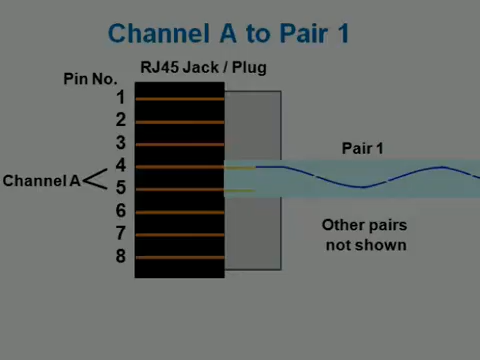 Channel A to Pair 1
RJ45 Jack / Plug
Pin No.
1
2
3
4
5
6
7
8
Channel A
Pair 1
Other pairs
not shown